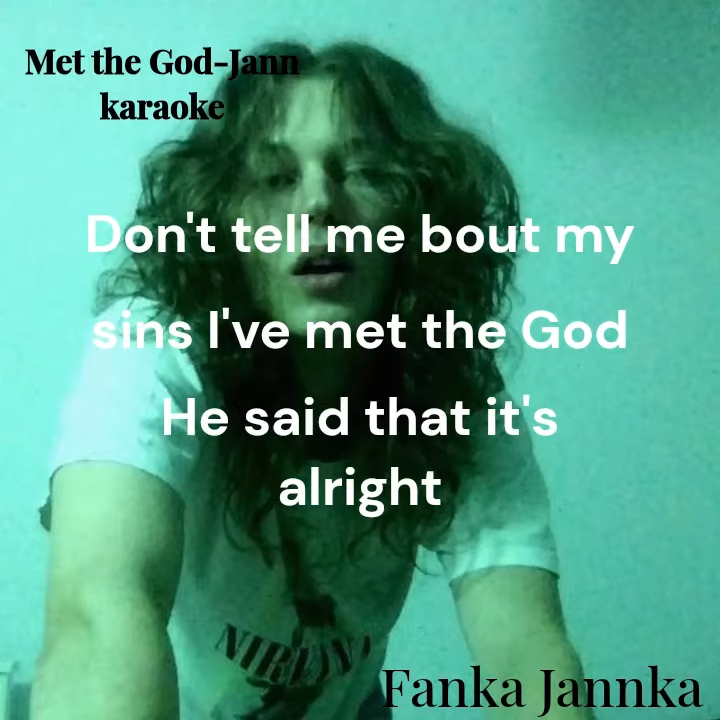 Met the God-Jann
karaoke
Don't tell me bout my
sins I've met the God
He said that it's
alright
NIRVANA
Fanka Jannka